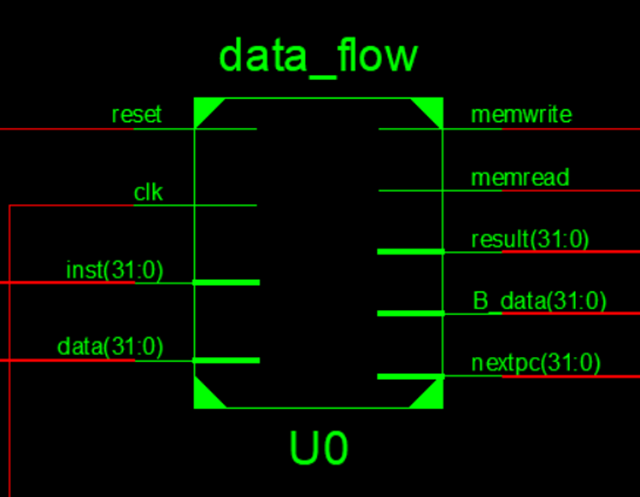 data_flow
reset
memwrite
clk
memread
result(31:0)
inst(31:0)
B_data(31:0)
data(31:0)
nextpc(31:0)
U0